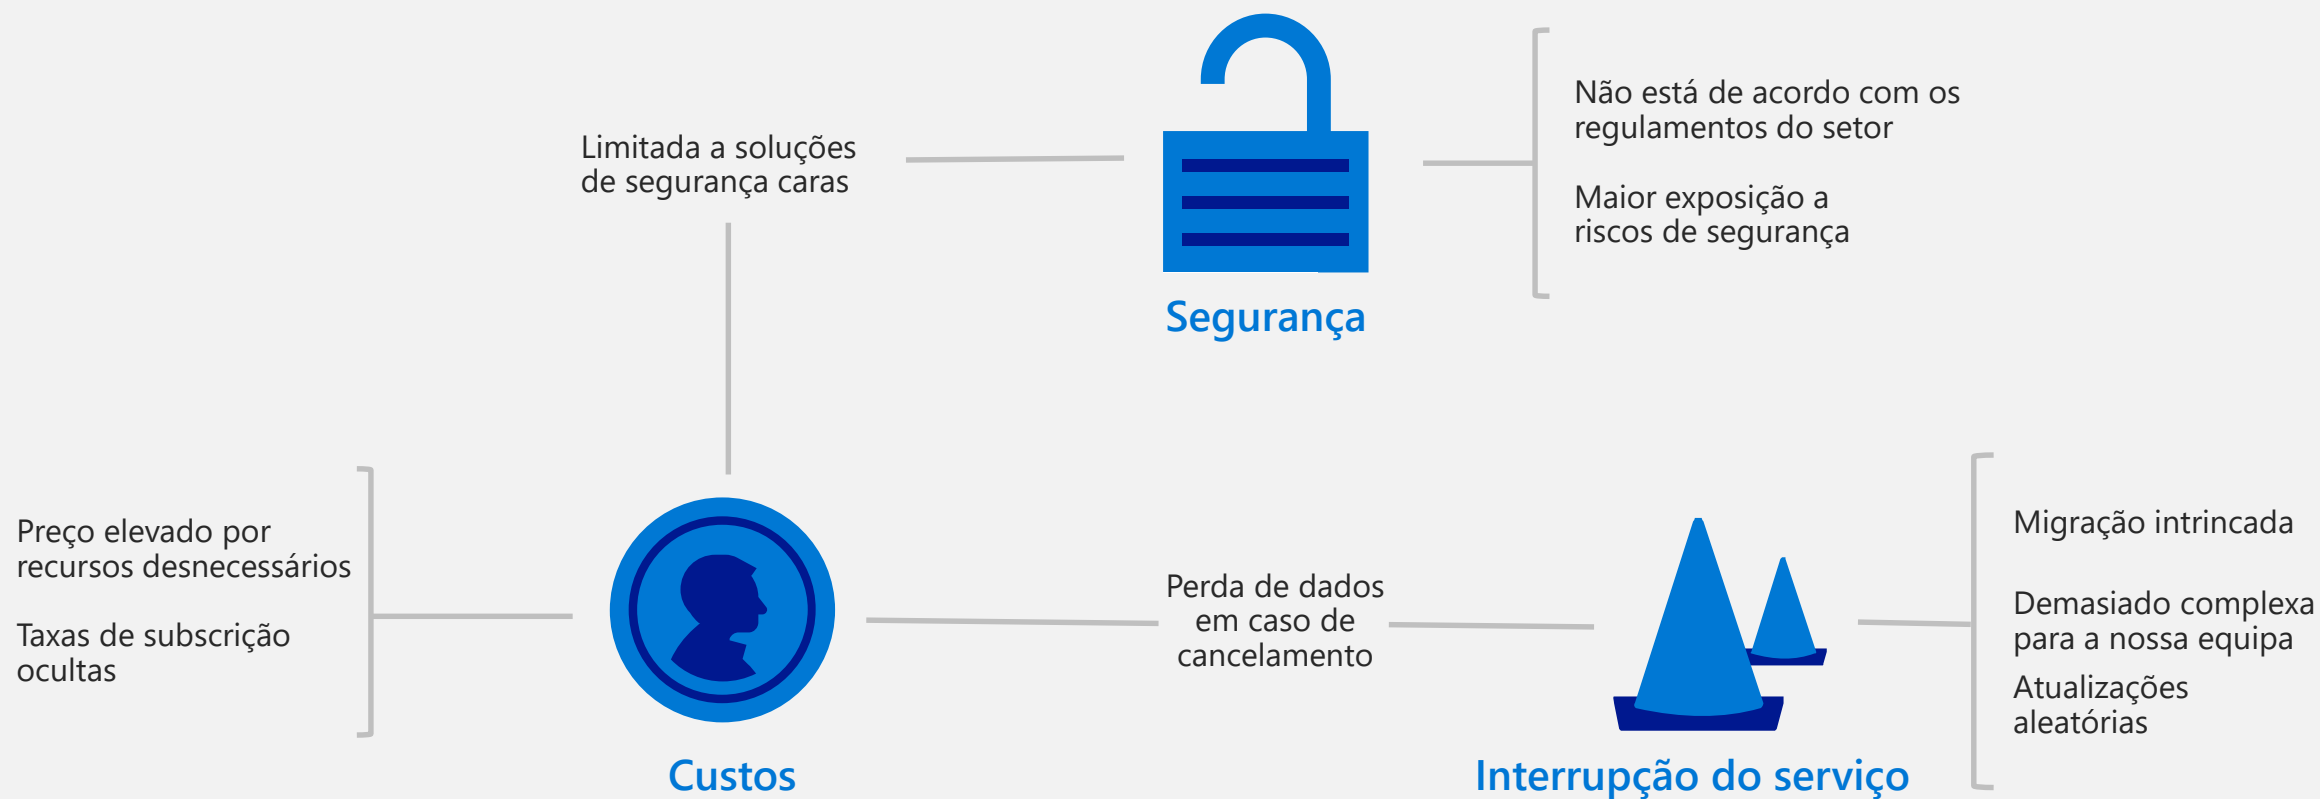 Limitada a soluções
de segurança caras
Segurança
Não está de acordo com os
regulamentos do setor
Maior exposição a
riscos de segurança
Preço elevado por
recursos desnecessários
Taxas de subscrição
ocultas
Custos
Perda de dados
em caso de
cancelamento
Interrupção do serviço
Migração intrincada
Demasiado complexa
para a nossa equipa
Atualizações
aleatórias